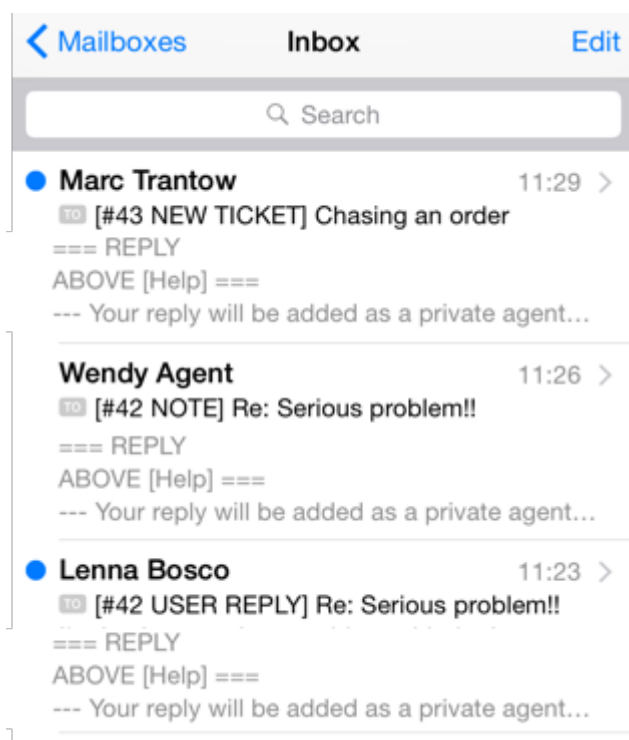 Mailboxes Inbox Edit
Search
Marc Trantow 11:29
TO [#43 NEW TICKET] Chasing an order
=== REPLY
ABOVE [Help] ===
--- Your reply will be added as a private agent…
Wendy Agent 11:26
TO [#42 NOTE] Re: Serious problem!!
=== REPLY
ABOVE [Help] ===
--- Your reply will be added as a private agent…
Lenna Bosco 11:23
TO [#42 USER REPLY] Re: Serious problem!!
=== REPLY
ABOVE [Help] ===
--- Your reply will be added as a private agent…